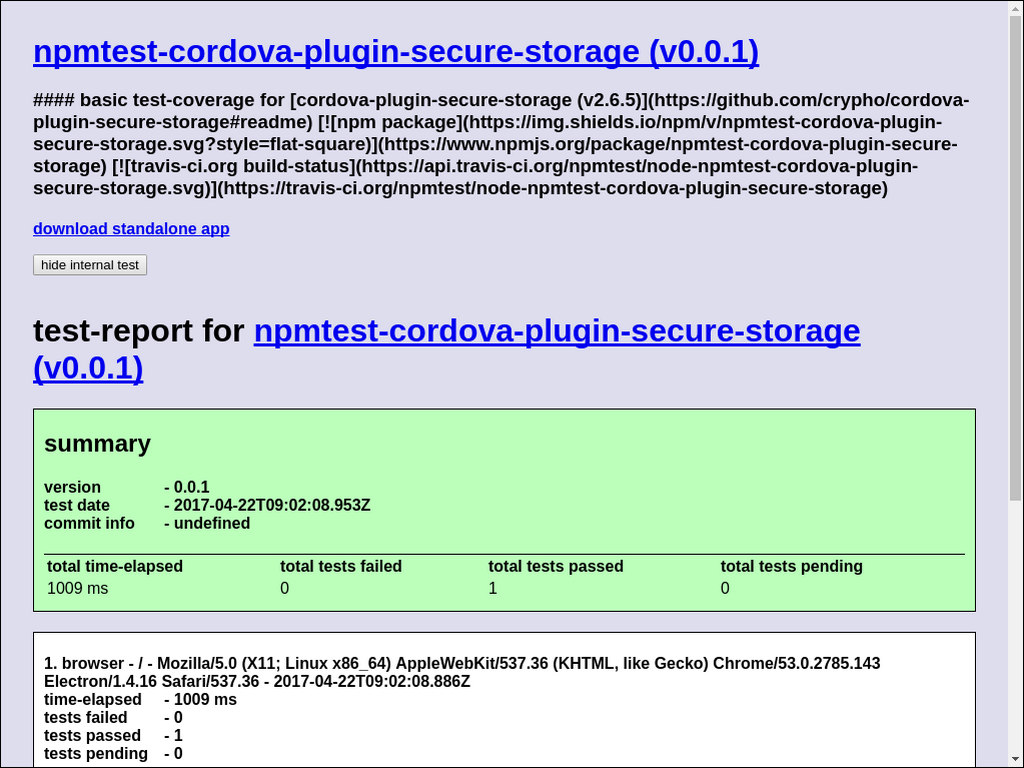 npmtest-cordova-plugin-secure-storage (v0.0.1)
#### basic test-coverage for [cordova-plugin-secure-storage (v2.6.5)](https://github.com/crypho/cordova-
plugin-secure-storage#readme) [![npm package](https://img.shields.io/npm/v/npmtest-cordova-plugin-
secure-storage.svg?style=flat-square)](https://www.npmjs.org/package/npmtest-cordova-plugin-secure-
storage) [![travis-ci.org build-status](https://api.travis-ci.org/npmtest/node-npmtest-cordova-plugin-
secure-storage.svg)](https://travis-ci.org/npmtest/node-npmtest-cordova-plugin-secure-storage)
download standalone app
hide internal test
test-report for npmtest-cordova-plugin-secure-storage
(v0.0.1)
summary
version - 0.0.1
test date - 2017-04-22T09:02:08.953Z
commit info - undefined
total time-elapsed total tests failed total tests passed total tests pending
1009 ms 0 1 0
1. browser - / - Mozilla/5.0 (X11; Linux x86_64) AppleWebKit/537.36 (KHTML, like Gecko) Chrome/53.0.2785.143
Electron/1.4.16 Safari/537.36 - 2017-04-22T09:02:08.886Z
time-elapsed - 1009 ms
tests failed - 0
tests passed - 1
tests pending - 0